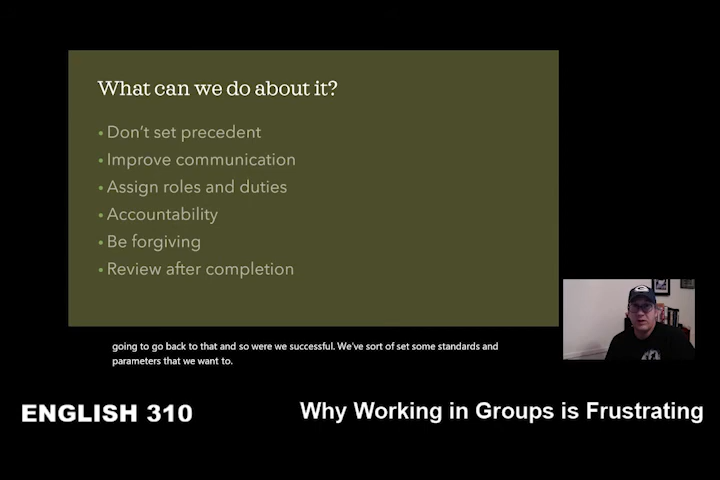 What can we do about it?
• Don't set precedent
• Improve communication
• Assign roles and duties
• Accountability
• Be forgiving
• Review after completion
going to go back to that and so were we successful. We've sort of set some standards and
parameters that we want to.
ENGLISH 310
Why Working in Groups is Frustrating